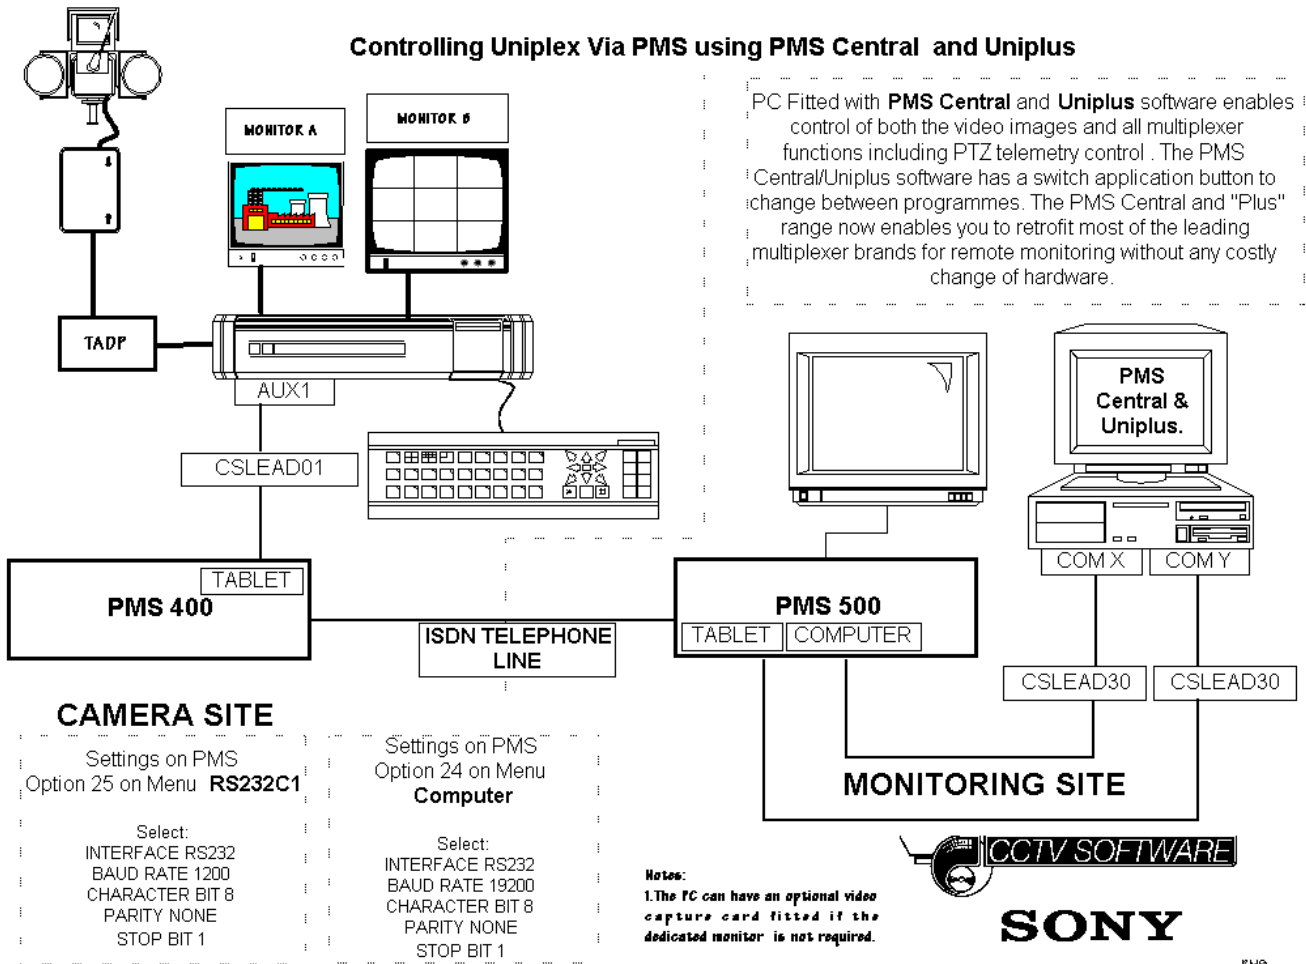 Controlling Uniplex Via PMS using PMS Central and Uniplus
MONITOR A
MONITOR B
PC Fitted with PMS Central and Uniplus software enables
control of both the video images and all multiplexer
functions including PTZ telemetry control . The PMS
Central/Uniplus software has a switch application button to
change between programmes. The PMS Central and "Plus"
range now enables you to retrofit most of the leading
multiplexer brands for remote monitoring without any costly
change of hardware.
TADP
AUX1
CSLEAD01
PMS
Central &
Uniplus.
COM X
COM Y
TABLET
PMS 400
ISDN TELEPHONE
LINE
PMS 500
TABLET
COMPUTER
CSLEAD30
CSLEAD30
CAMERA SITE
MONITORING SITE
Settings on PMS
Option 25 on Menu RS232C1
Select:
INTERFACE RS232
BAUD RATE 1200
CHARACTER BIT 8
PARITY NONE
STOP BIT 1
Settings on PMS
Option 24 on Menu
Computer
Select:
INTERFACE RS232
BAUD RATE 19200
CHARACTER BIT 8
PARITY NONE
STOP BIT 1
Notes:
1.The PC can have an optional video
capture card fitted if the
dedicated monitor is not required.
CCTV SOFTWARE
SONY